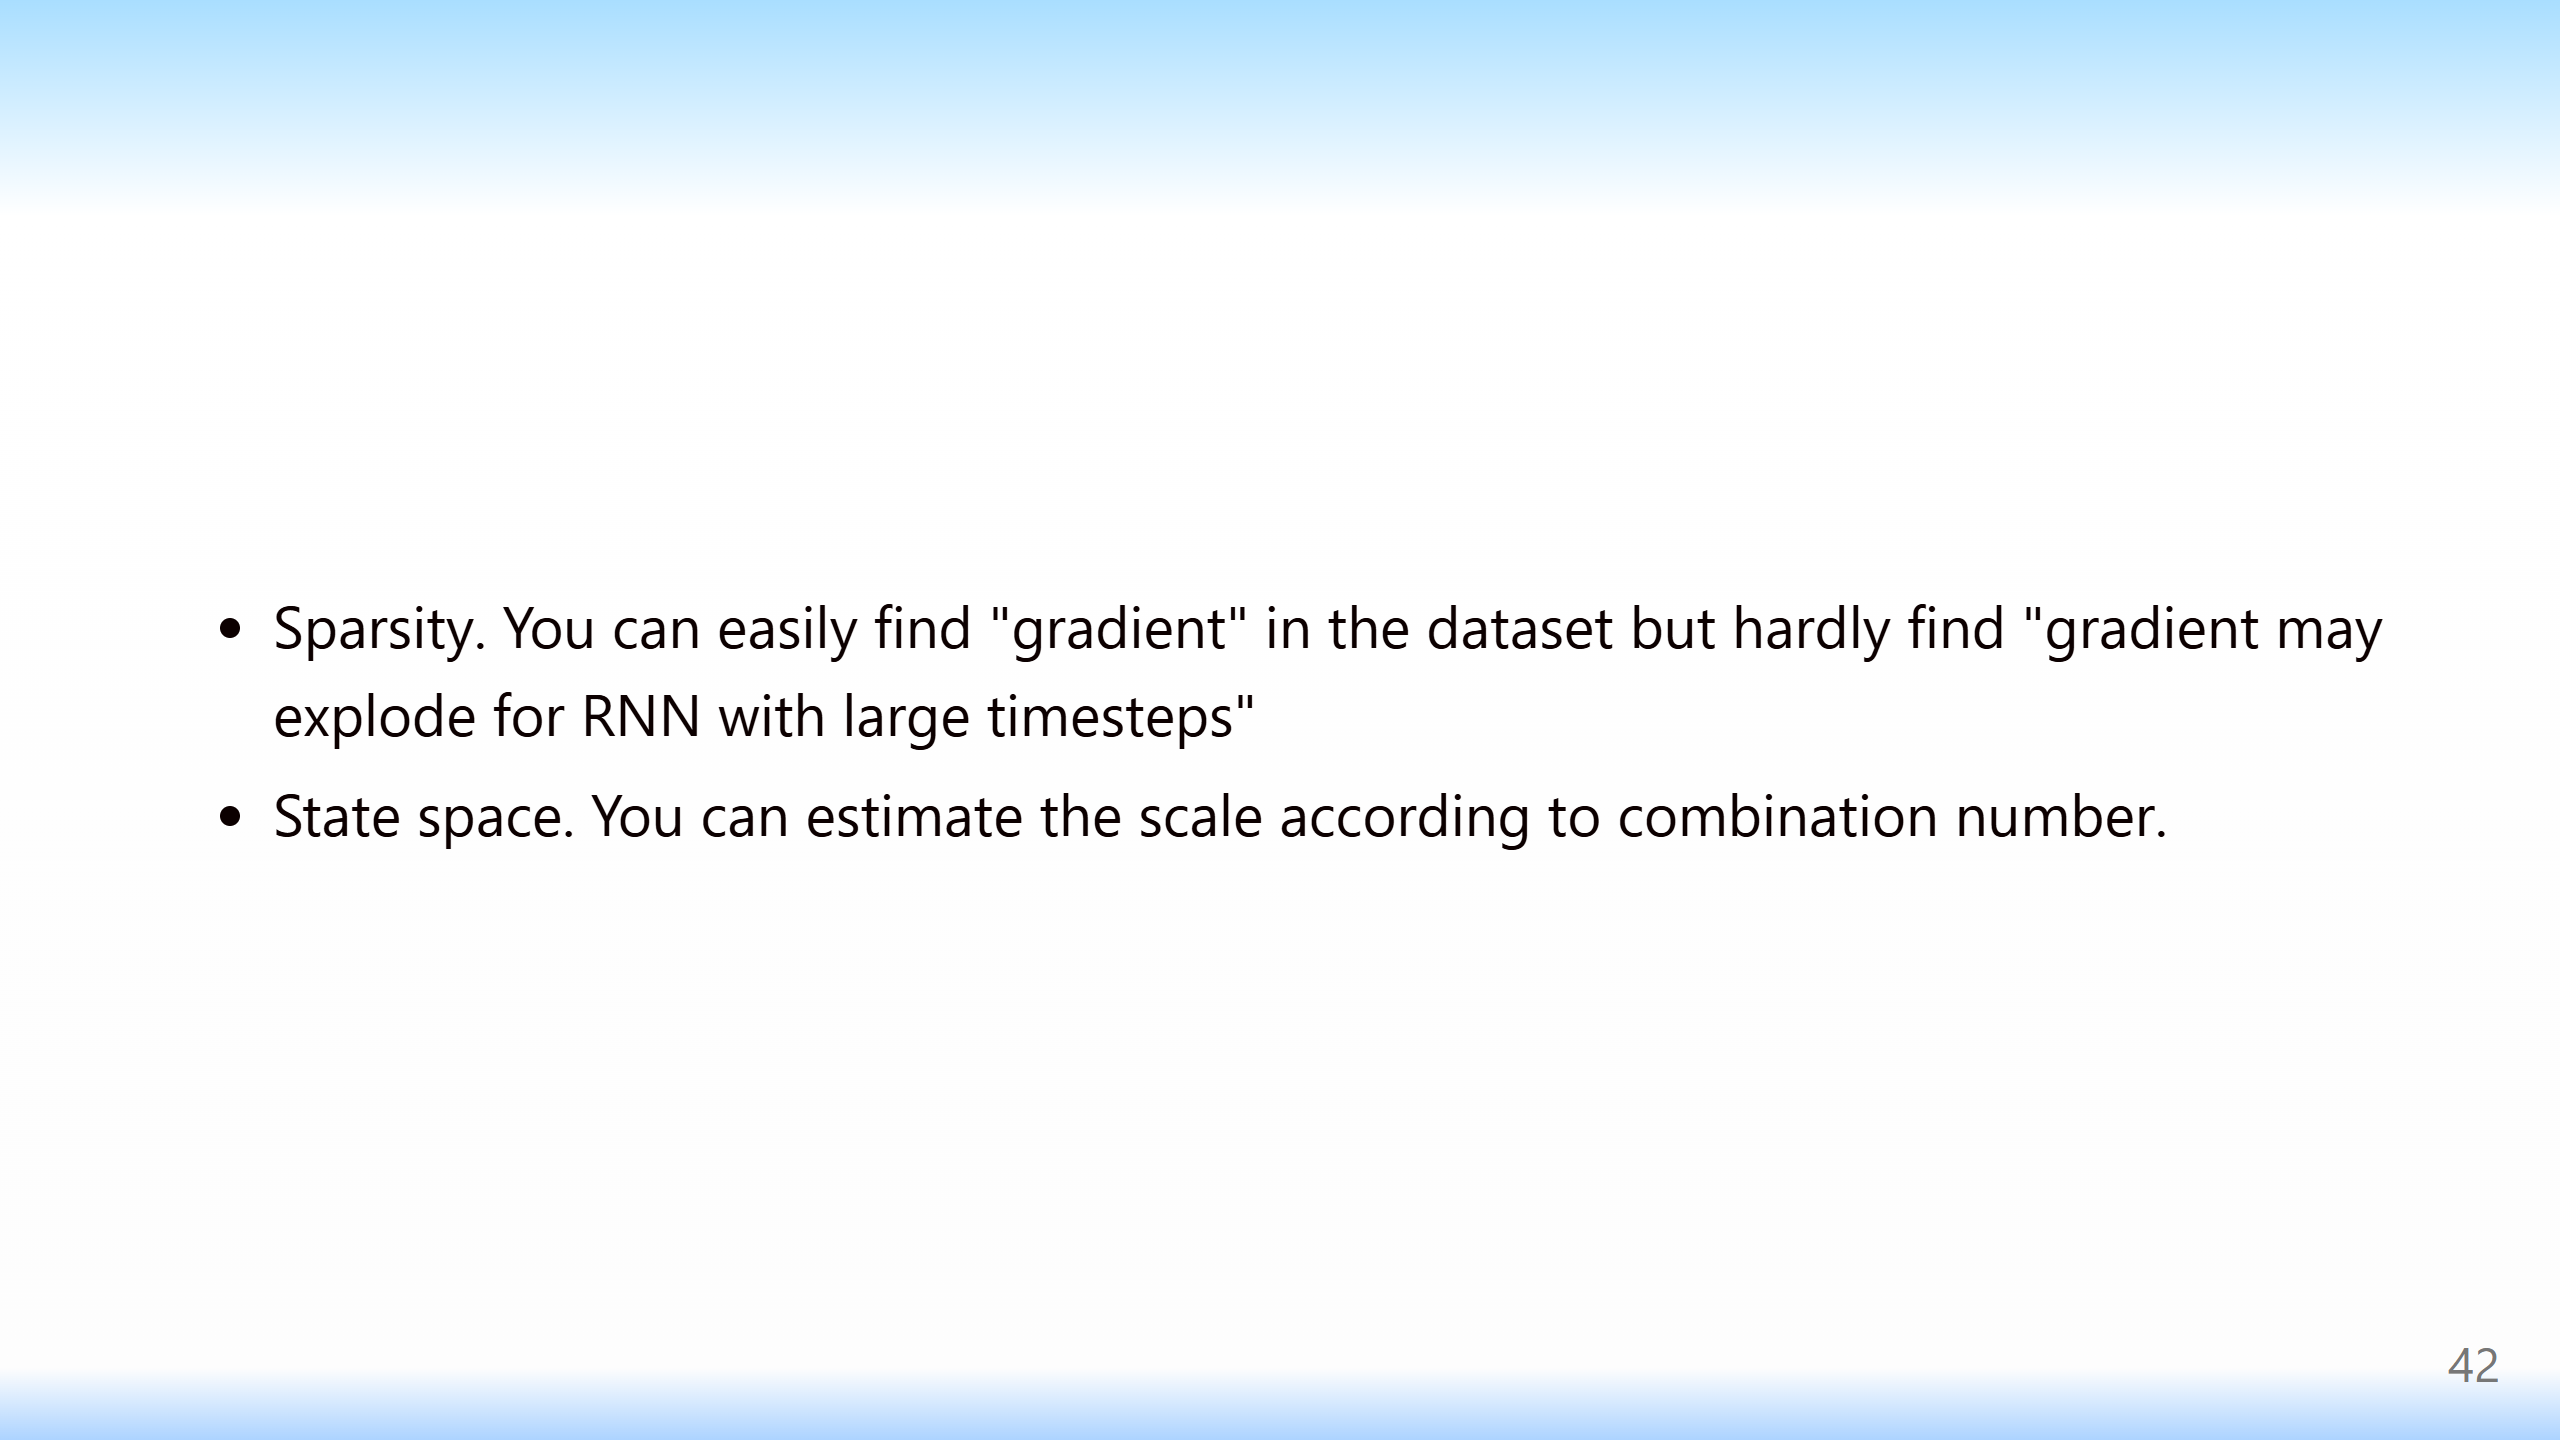 • Sparsity. You can easily find "gradient" in the dataset but hardly find "gradient may
explode for RNN with large timesteps"
• State space. You can estimate the scale according to combination number.
42